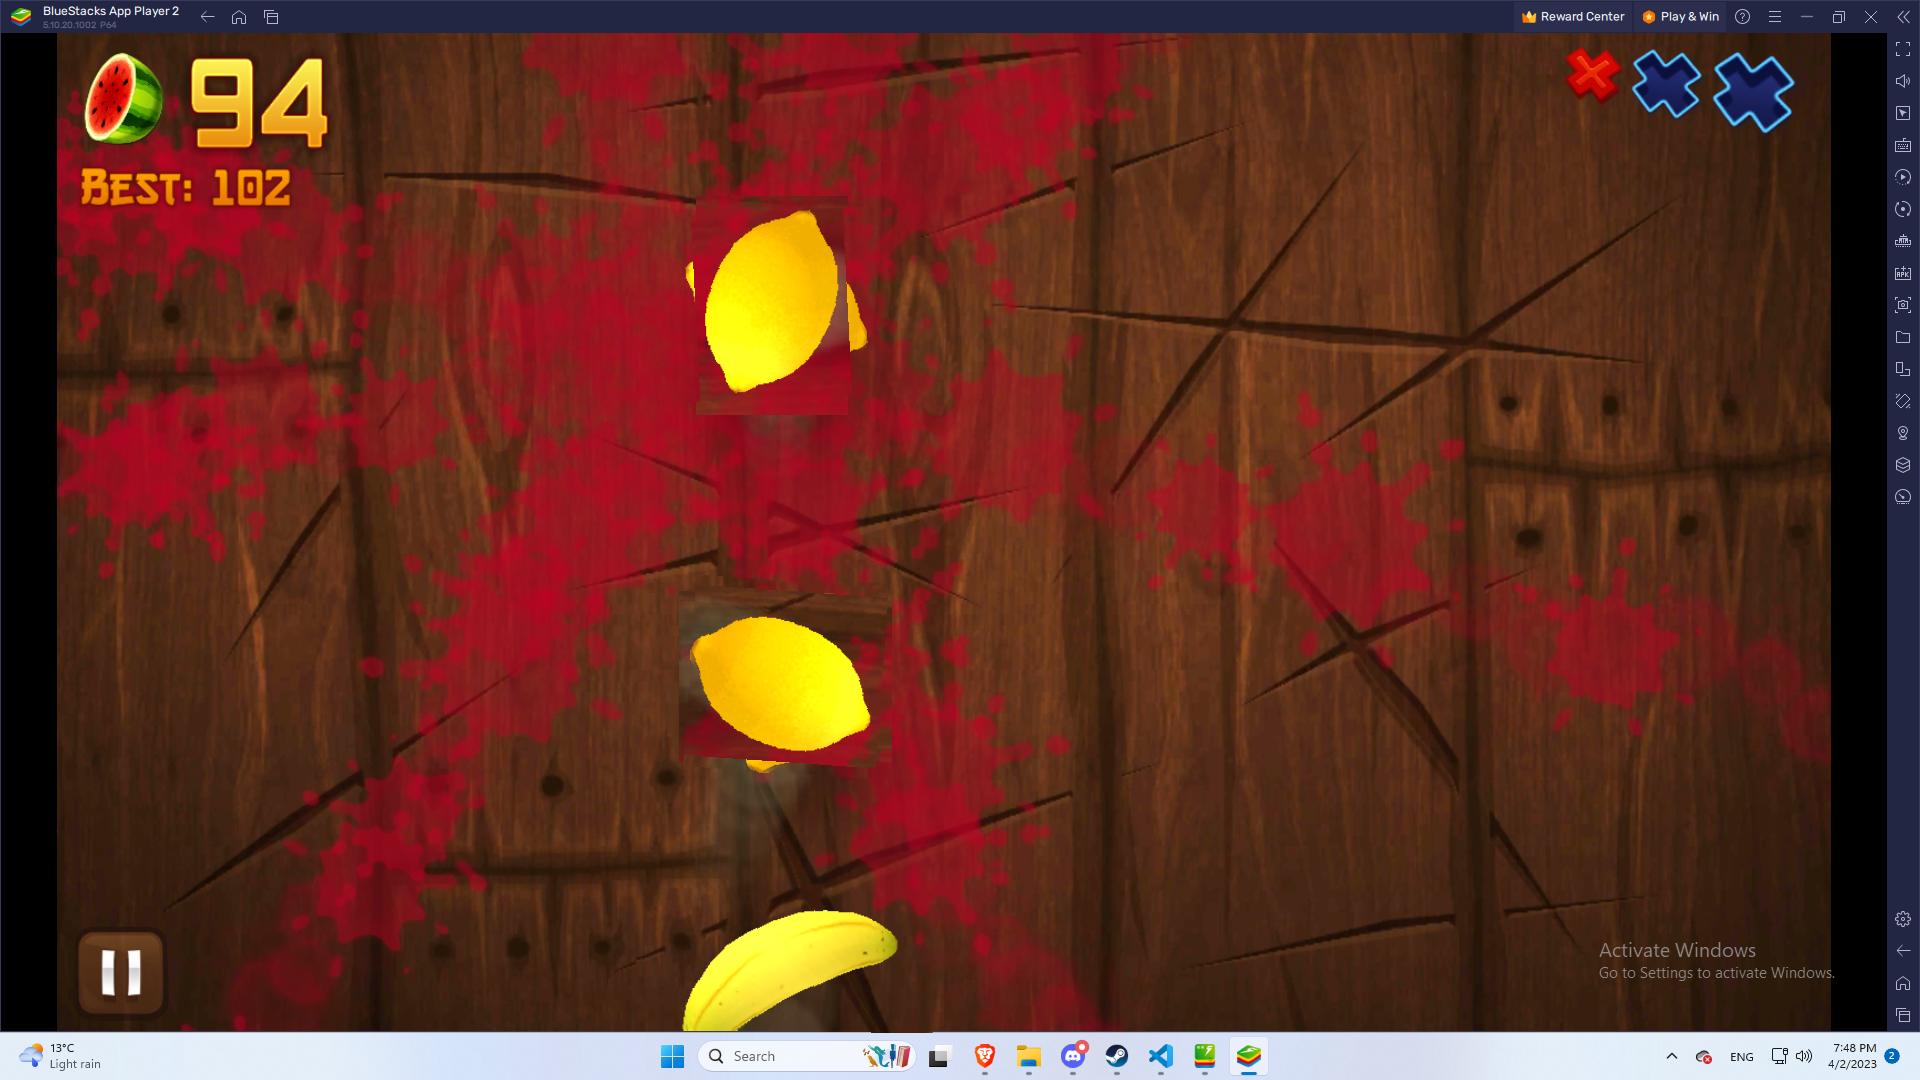 BlueStacks App Player 2
5.10.20.1002 P64
Reward Center
Play & Win
94
BEST: 102
Activate Windows
Go to Settings to activate Windows.
13°C
Light rain
Search
ENG
7:48 PM
4/2/2023
2